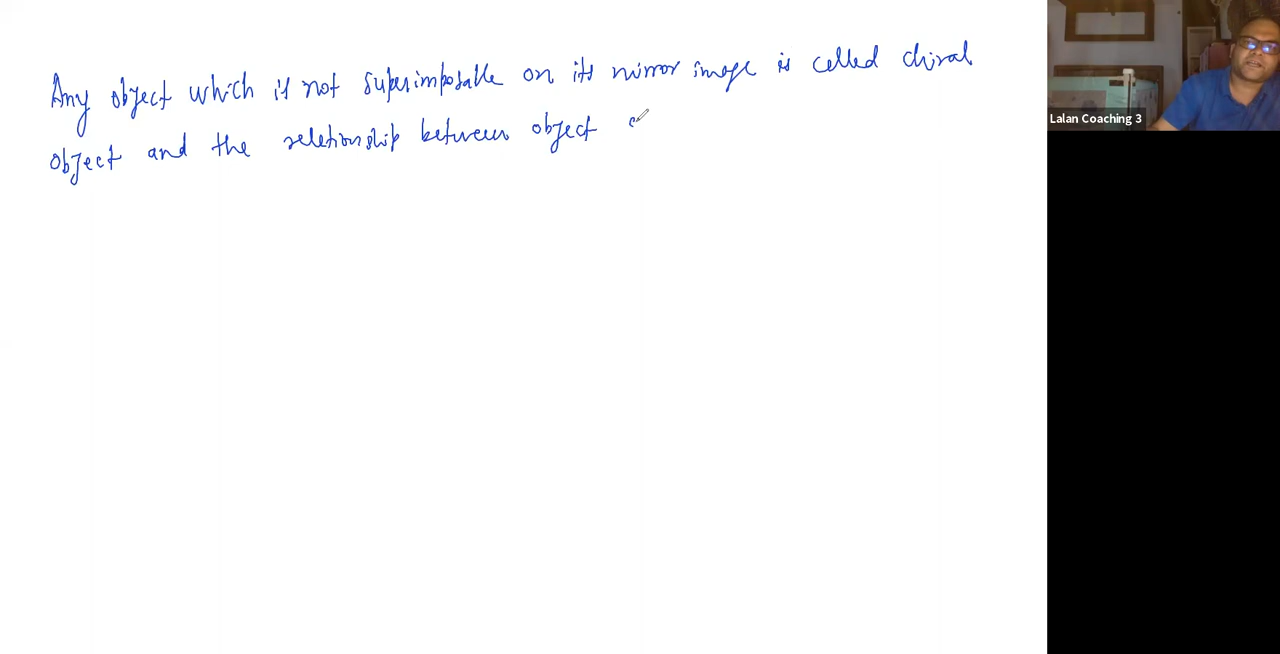 Any object which is not superimposable on its mirror image is called chiral
object and the reletionship between object
Lalan Coaching 3